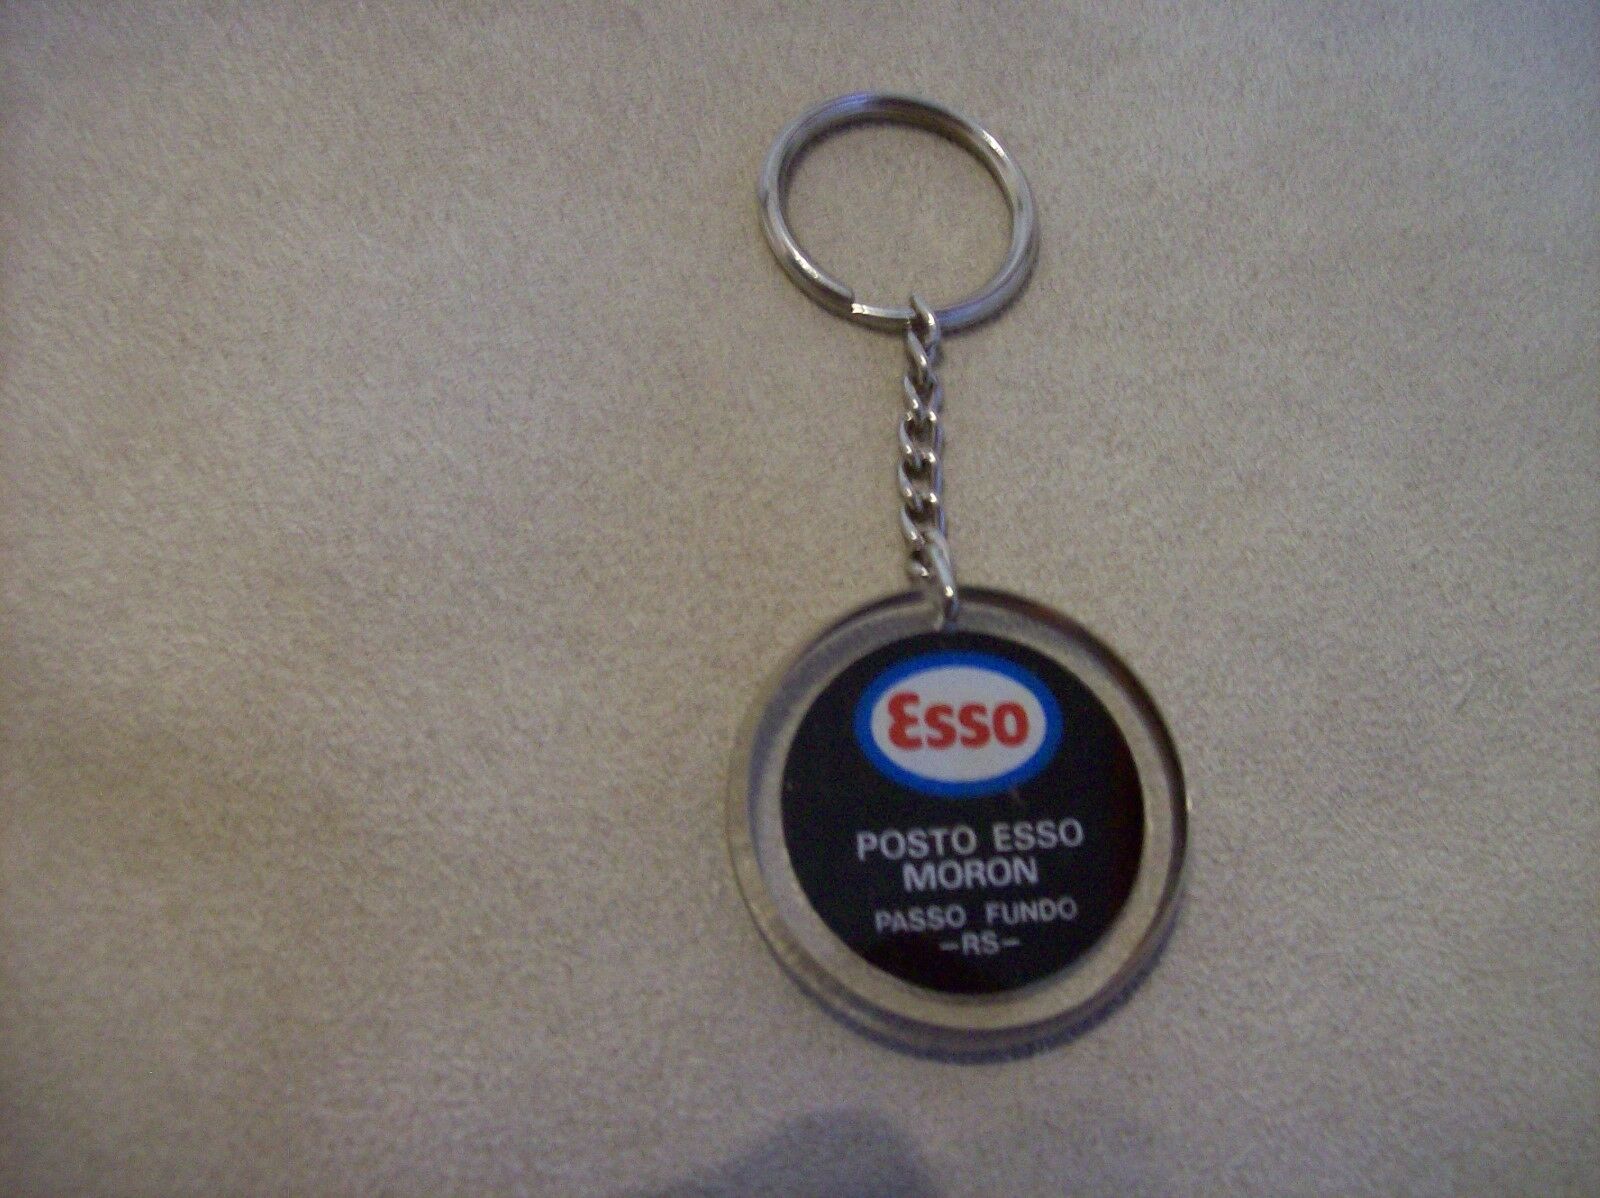 Esso
POSTO ESSO
MORON
PASSO FUNDO
-RS-